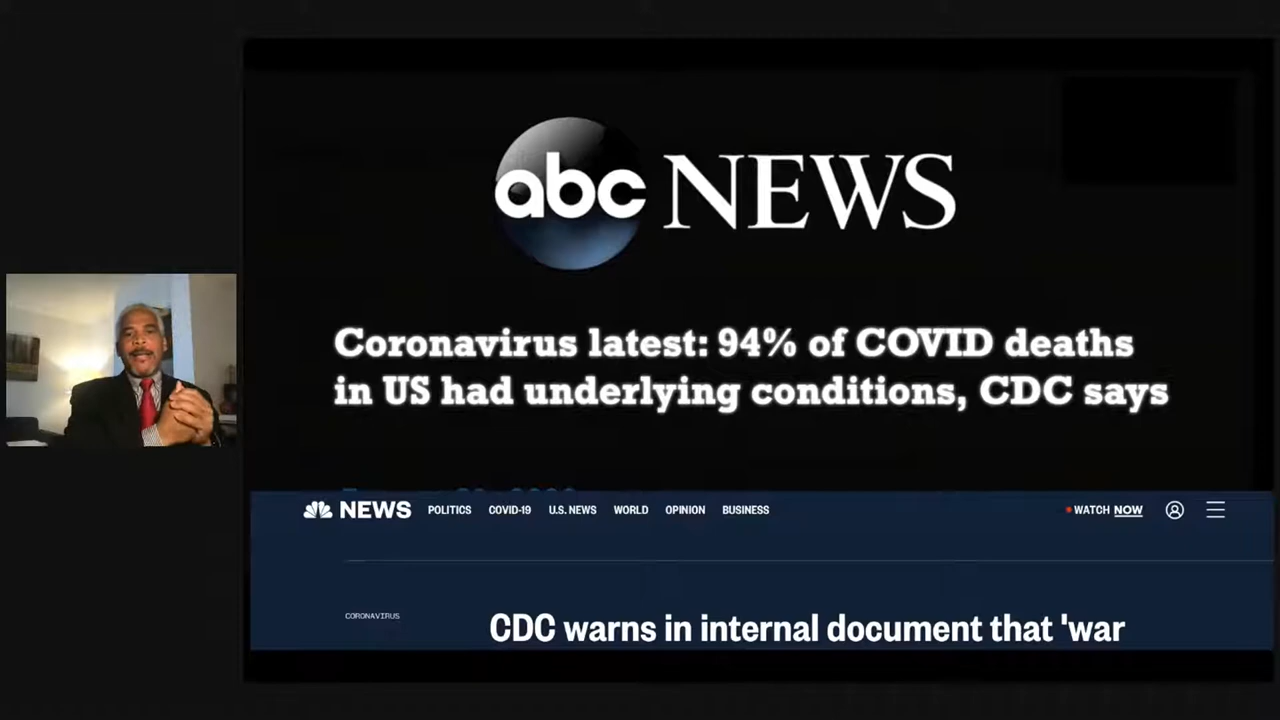 abc NEWS
Coronavirus latest: 94% of COVID deaths
in US had underlying conditions, CDC says
NEWS POLITICS COVID-19 U.S. NEWS WORLD OPINION BUSINESS WATCH NOW
CORONAVIRUS
CDC warns in internal document that 'war